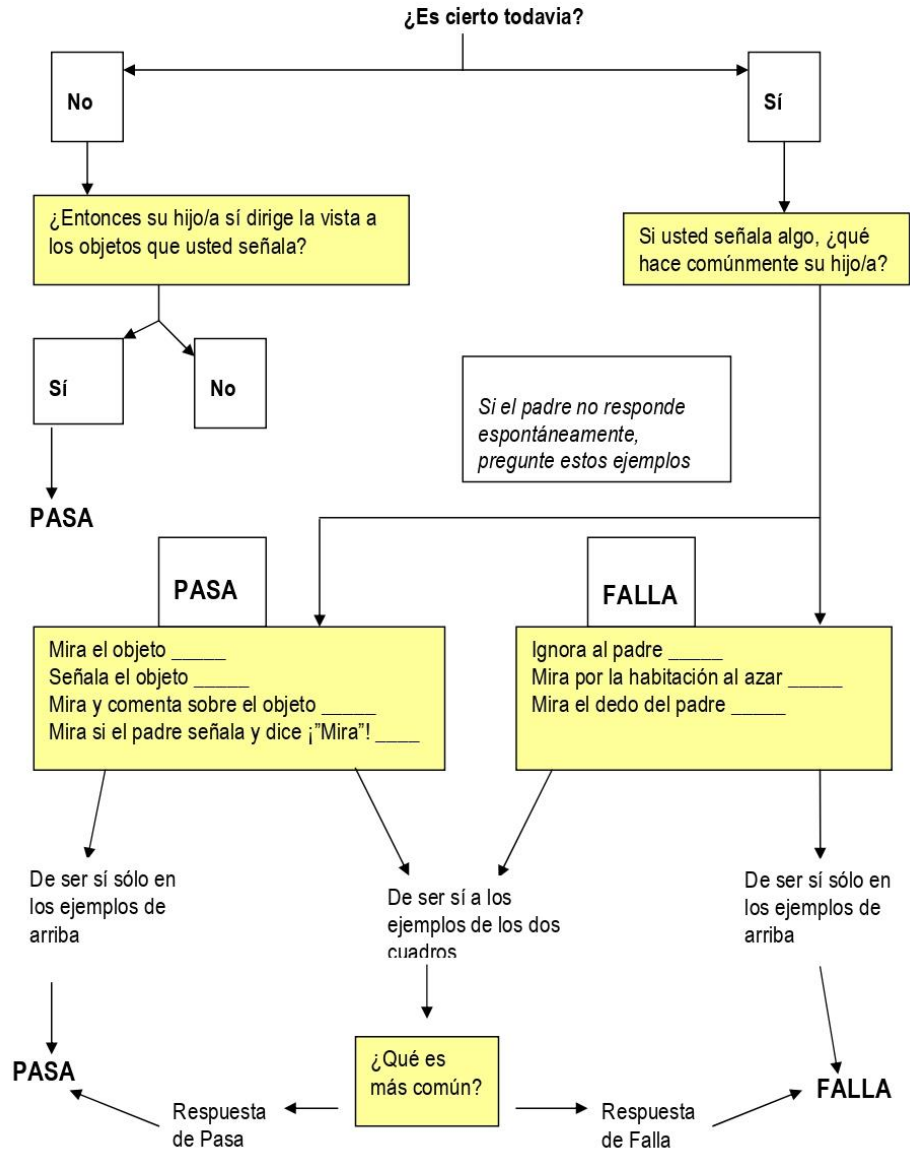 ¿Es cierto todavia?
No
Sí
¿Entonces su hijo/a sí dirige la vista a
los objetos que usted señala?
Si usted señala algo, ¿qué
hace comúnmente su hijo/a?
Sí
No
Si el padre no responde
espontáneamente,
pregunte estos ejemplos
PASA
PASA
FALLA
Mira el objeto _____
Señala el objeto _____
Mira y comenta sobre el objeto _____
Mira si el padre señala y dice ¡”Mira”! ____
Ignora al padre _____
Mira por la habitación al azar _____
Mira el dedo del padre _____
De ser sí sólo en
los ejemplos de
arriba
De ser sí a los
ejemplos de los dos
cuadros
De ser sí sólo en
los ejemplos de
arriba
PASA
¿Qué es
más común?
FALLA
Respuesta
de Pasa
Respuesta
de Falla